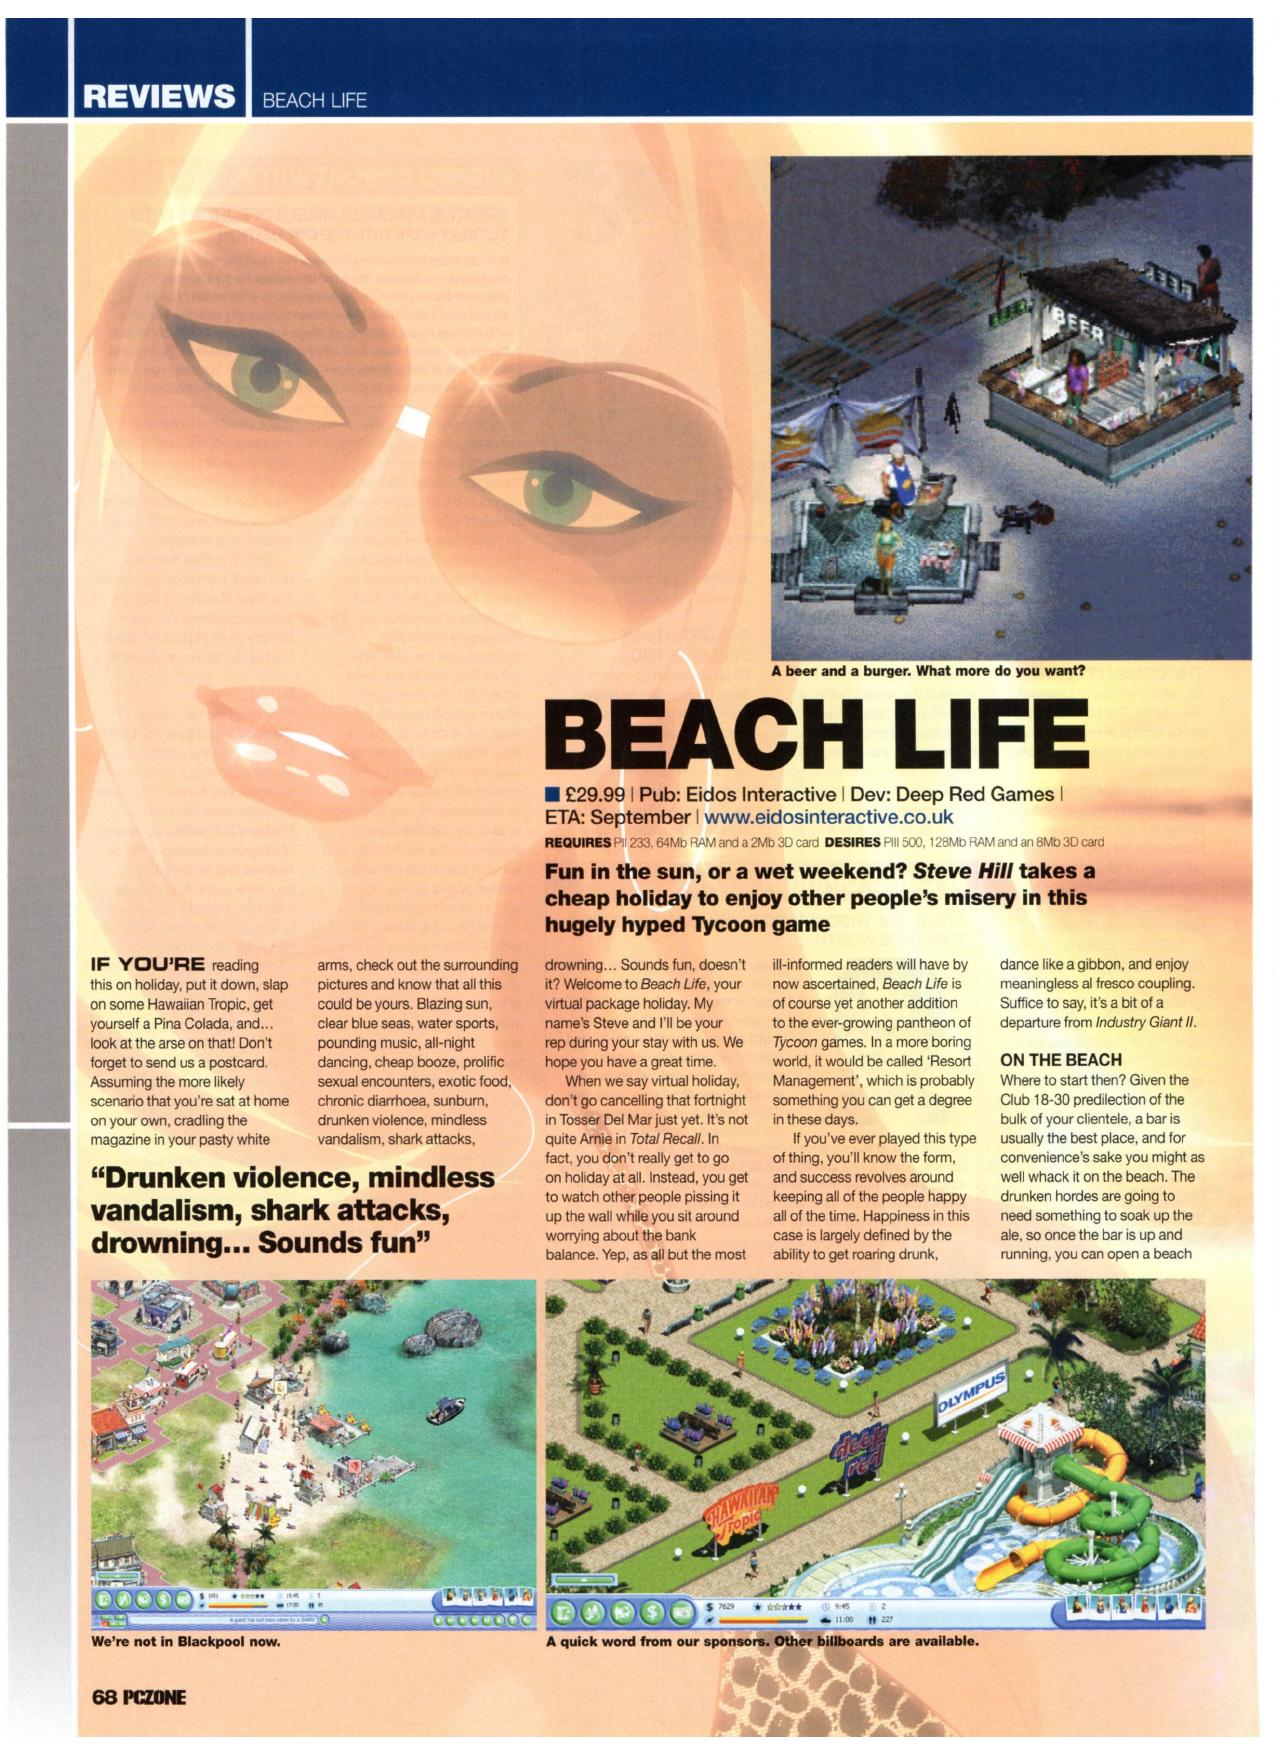 REVIEWS
BEACH LIFE
BEER
A beer and a burger. What more do you want?
BEACH LIFE
£29.99 | Pub: Eidos Interactive | Dev: Deep Red Games |
ETA: September | www.eidosinteractive.co.uk
REQUIRES PII 233, 64Mb RAM and a 2Mb 3D card DESIRES PIII 500, 128Mb RAM and an 8Mb 3D card
Fun in the sun, or a wet weekend? Steve Hill takes a
cheap holiday to enjoy other people's misery in this
hugely hyped Tycoon game
IF YOU'RE reading
this on holiday, put it down, slap
on some Hawaiian Tropic, get
yourself a Pina Colada, and...
look at the arse on that! Don't
forget to send us a postcard.
Assuming the more likely
scenario that you're sat at home
on your own, cradling the
magazine in your pasty white
arms, check out the surrounding
pictures and know that all this
could be yours. Blazing sun,
clear blue seas, water sports,
pounding music, all-night
dancing, cheap booze, prolific
sexual encounters, exotic food,
chronic diarrhoea, sunburn,
drunken violence, mindless
vandalism, shark attacks,
"Drunken violence, mindless
vandalism, shark attacks,
drowning... Sounds fun"
drowning... Sounds fun, doesn't
it? Welcome to Beach Life, your
virtual package holiday. My
name's Steve and I'll be your
rep during your stay with us. We
hope you have a great time.
When we say virtual holiday,
don't go cancelling that fortnight
in Tosser Del Mar just yet. It's not
quite Arnie in Total Recall. In
fact, you don't really get to go
on holiday at all. Instead, you get
to watch other people pissing it
up the wall while you sit around
worrying about the bank
balance. Yep, as all but the most
ill-informed readers will have by
now ascertained, Beach Life is
of course yet another addition
to the ever-growing pantheon of
Tycoon games. In a more boring
world, it would be called 'Resort
Management', which is probably
something you can get a degree
in these days.
If you've ever played this type
of thing, you'll know the form,
and success revolves around
keeping all of the people happy
all of the time. Happiness in this
case is largely defined by the
ability to get roaring drunk,
dance like a gibbon, and enjoy
meaningless al fresco coupling.
Suffice to say, it's a bit of a
departure from Industry Giant II.
ON THE BEACH
Where to start then? Given the
Club 18-30 predilection of the
bulk of your clientele, a bar is
usually the best place, and for
convenience's sake you might as
well whack it on the beach. The
drunken hordes are going to
need something to soak up the
ale, so once the bar is up and
running, you can open a beach
15:45
17:00
We're not in Blackpool now.
OLYMPUS
deep red
HAWAIIAN
Tropic
$ 7629 9:45 2
11:00 227
A quick word from our sponsors. Other billboards are available.
68 PCZONE